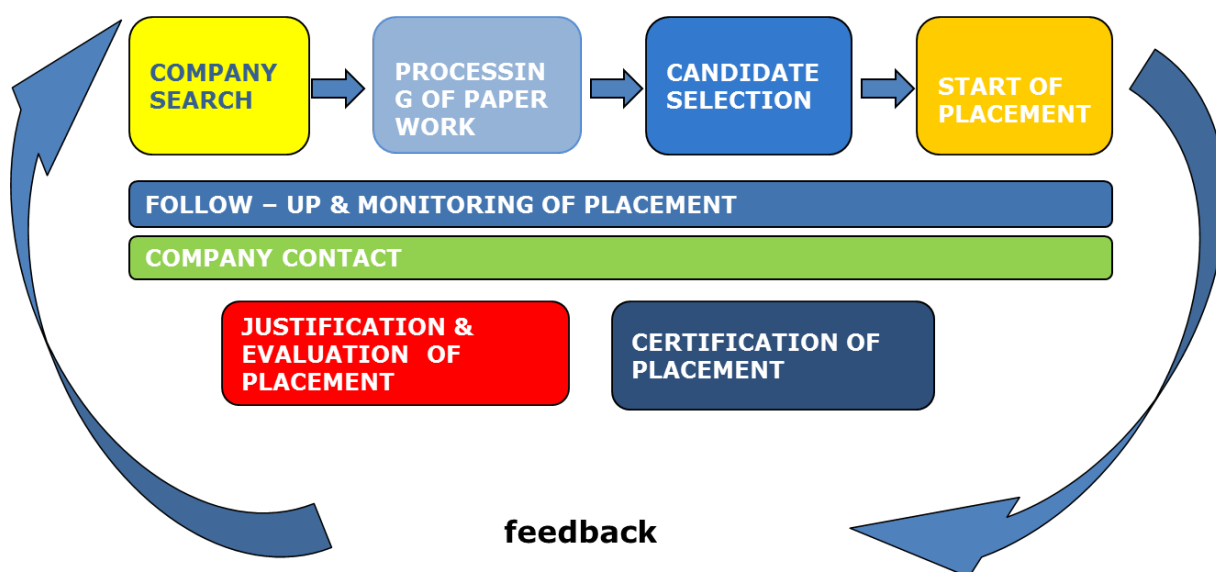 COMPANY
SEARCH
PROCESSIN
G OF PAPER
WORK
CANDIDATE
SELECTION
START OF
PLACEMENT
FOLLOW – UP & MONITORING OF PLACEMENT
COMPANY CONTACT
JUSTIFICATION &
EVALUATION OF
PLACEMENT
CERTIFICATION OF
PLACEMENT
feedback